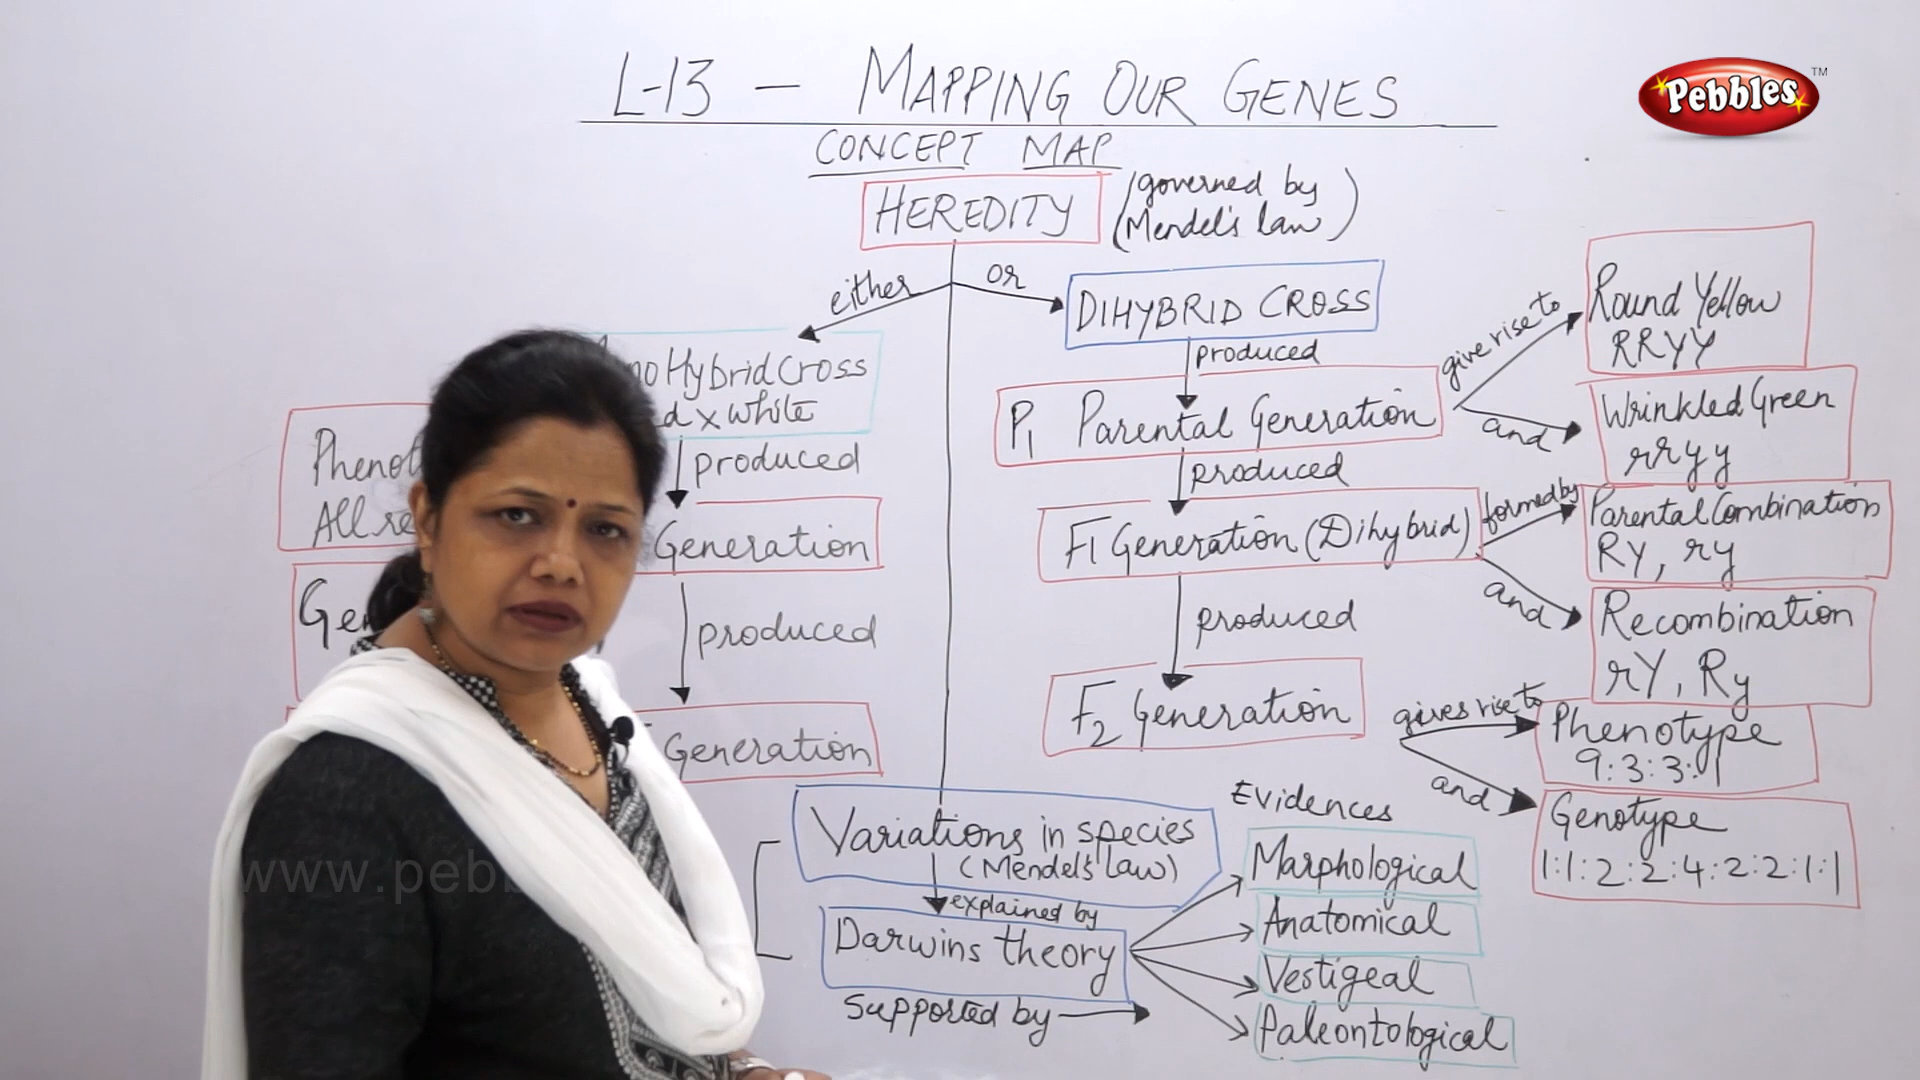 L-13 – MAPPING OUR GENES
Pebbles TM
CONCEPT MAP
HEREDITY
(governed by
Mendel's law)
either
or
HybridCross
x white
produced
Generation
produced
Generation
All
DIHYBRID CROSS
produced
P1 Parental Generation
give rise to
Round Yellow
RRYY
and
Wrinkled Green
rryy
produced
F1 Generation (Dihybrid)
formed by
Parental Combination
RY, ry
and
Recombination
rY, Ry
produced
F2 Generation
gives rise to
Phenotype
9:3:3:1
and
Genotype
1:1:2:2:4:2:2:1:1
Variations in species
(Mendel's law)
explained by
Darwins theory
Supported by
Evidences
Marphological
Anatomical
Vestigeal
Paleontological